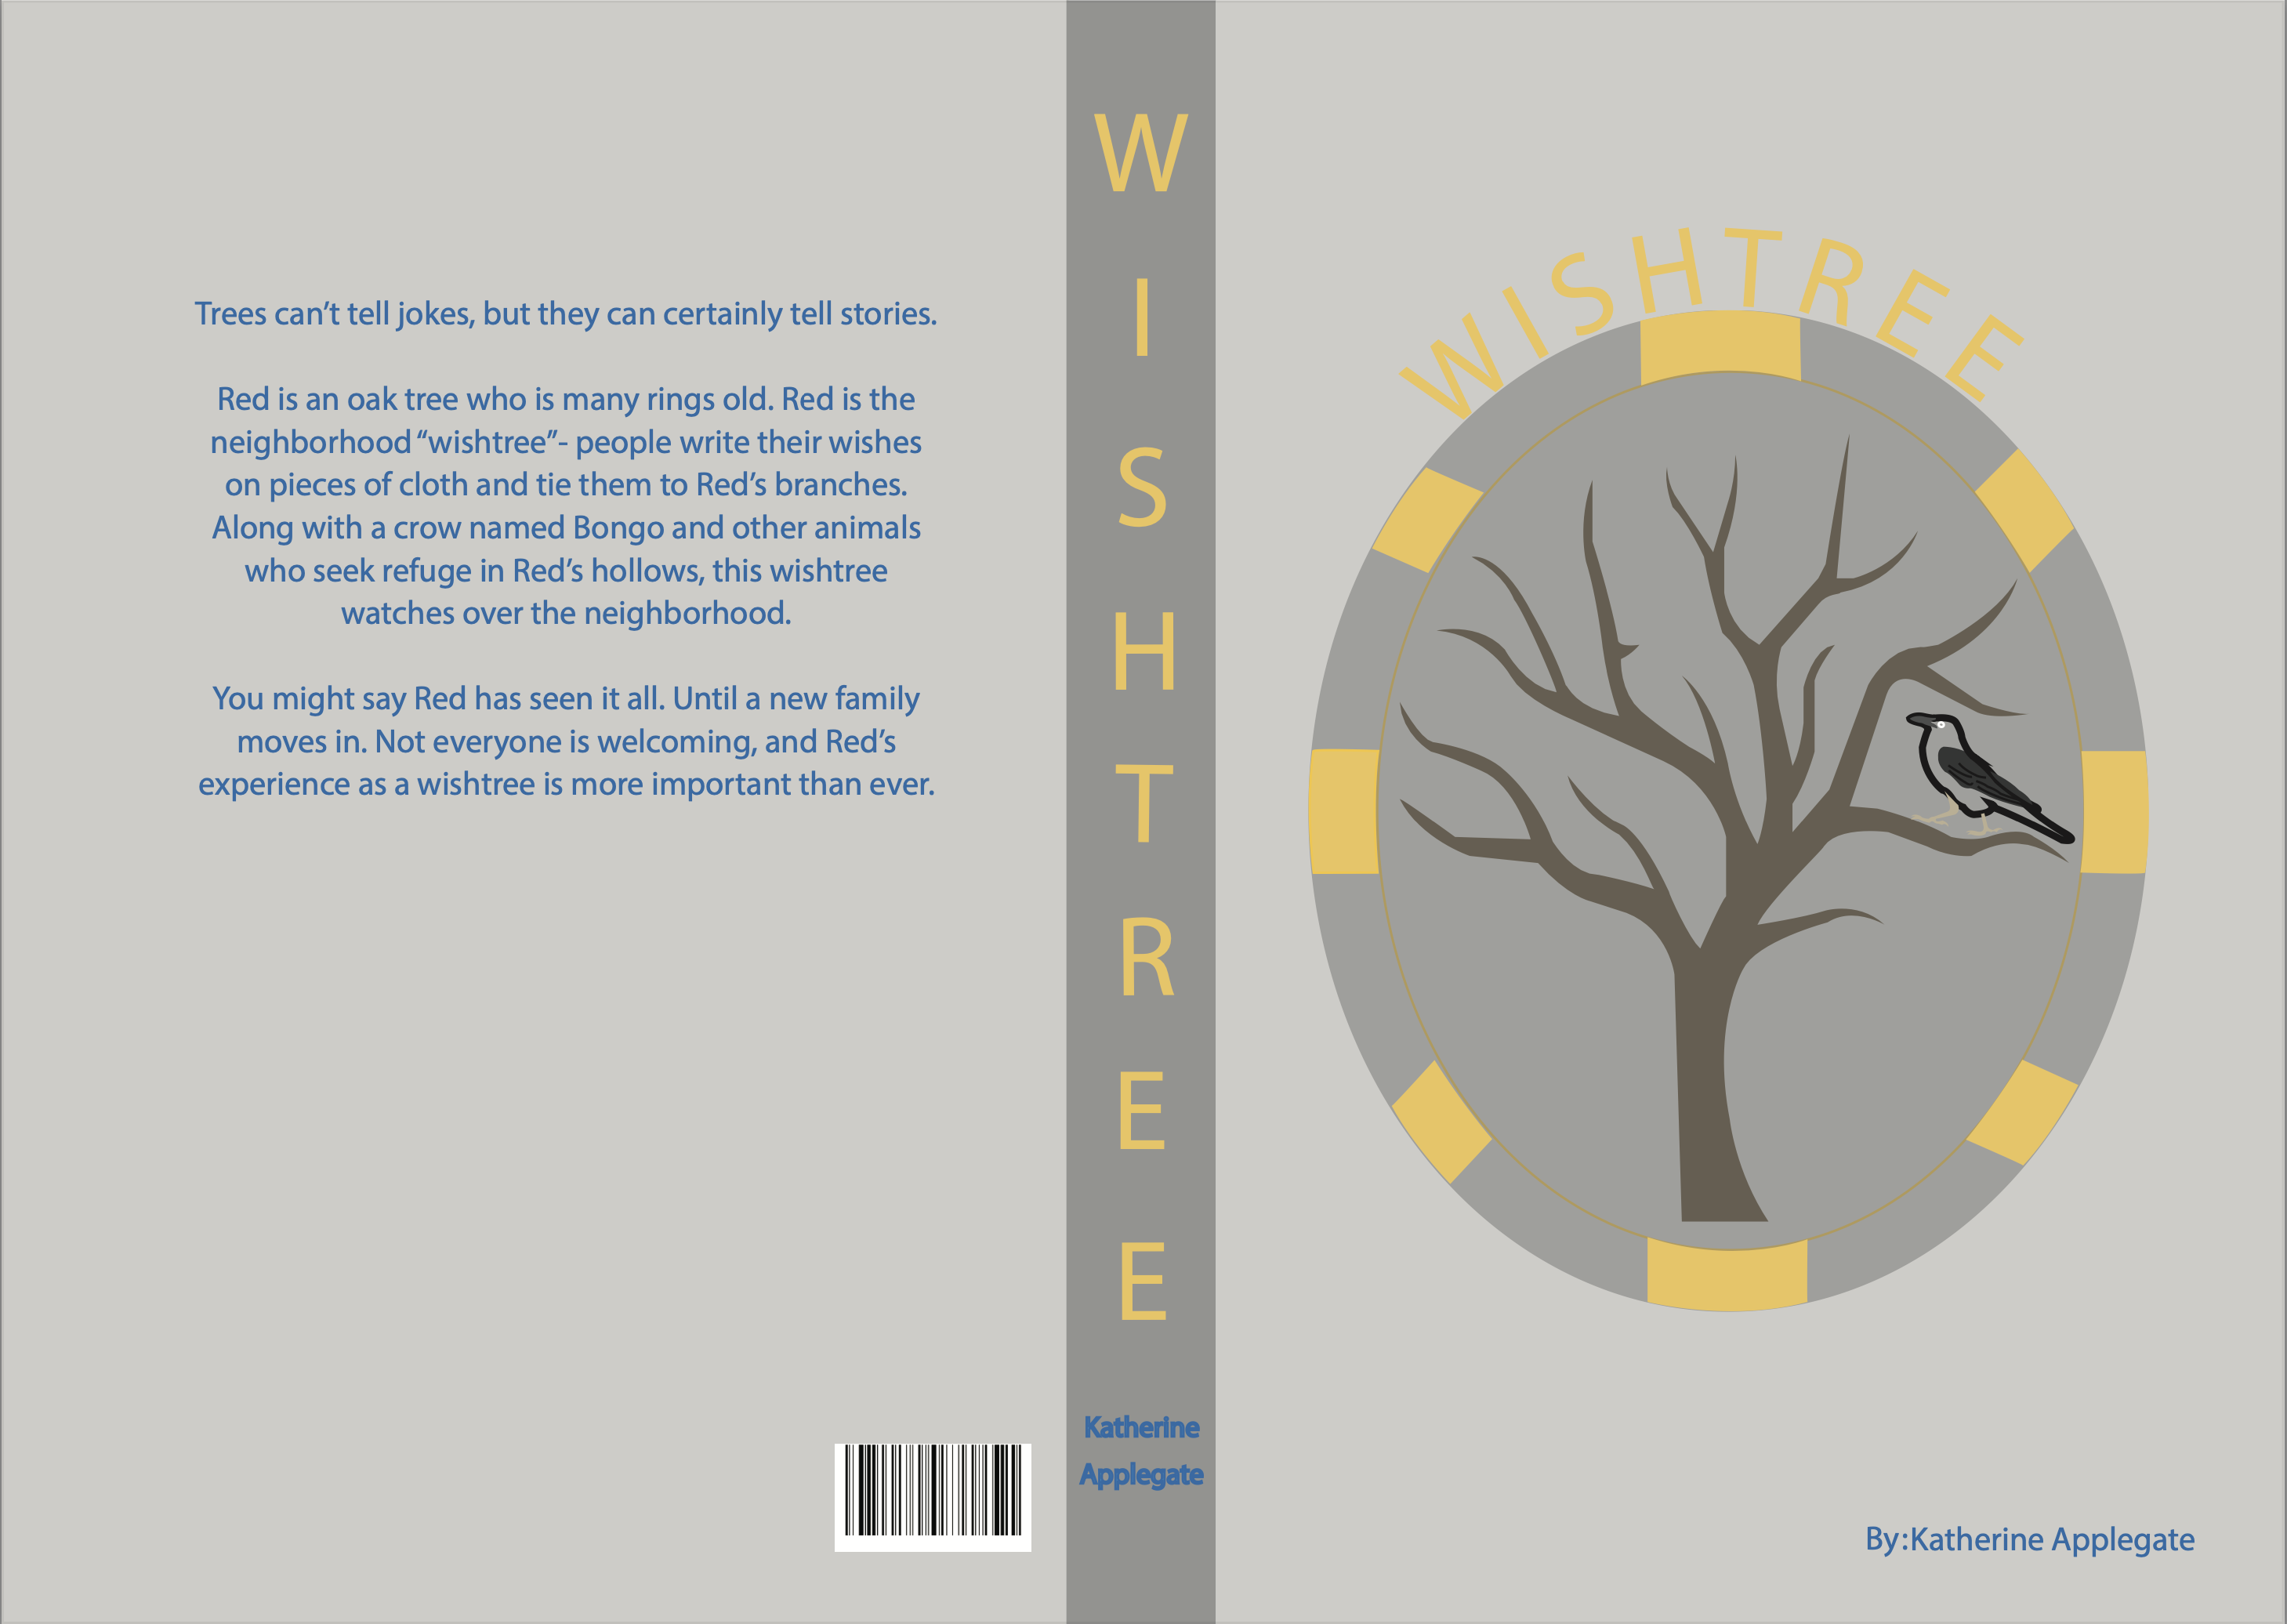 Trees can’t tell jokes, but they can certainly tell stories.
Red is an oak tree who is many rings old. Red is the
neighborhood “wishtree”- people write their wishes
on pieces of cloth and tie them to Red’s branches.
Along with a crow named Bongo and other animals
who seek refuge in Red’s hollows, this wishtree
watches over the neighborhood.
You might say Red has seen it all. Until a new family
moves in. Not everyone is welcoming, and Red’s
experience as a wishtree is more important than ever.
WISHTREE
Katherine
Applegate
WISHTREE
By:Katherine Applegate